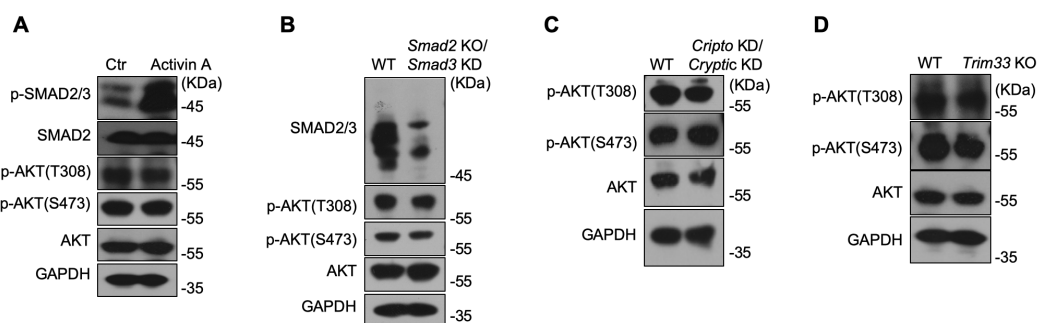 A
Ctr Activin A
(KDa)
p-SMAD2/3
-45
SMAD2
-45
p-AKT(T308)
-55
p-AKT(S473)
-55
AKT
-55
GAPDH
-35
B
Smad2 KO/
WT Smad3 KD
(KDa)
SMAD2/3
-45
p-AKT(T308)
-55
p-AKT(S473)
-55
AKT
-55
GAPDH
-35
C
Cripto KD/
WT Cryptic KD
(KDa)
p-AKT(T308)
-55
p-AKT(S473)
-55
AKT
-55
GAPDH
-35
D
WT Trim33 KO
(KDa)
p-AKT(T308)
-55
p-AKT(S473)
-55
AKT
-55
GAPDH
-35